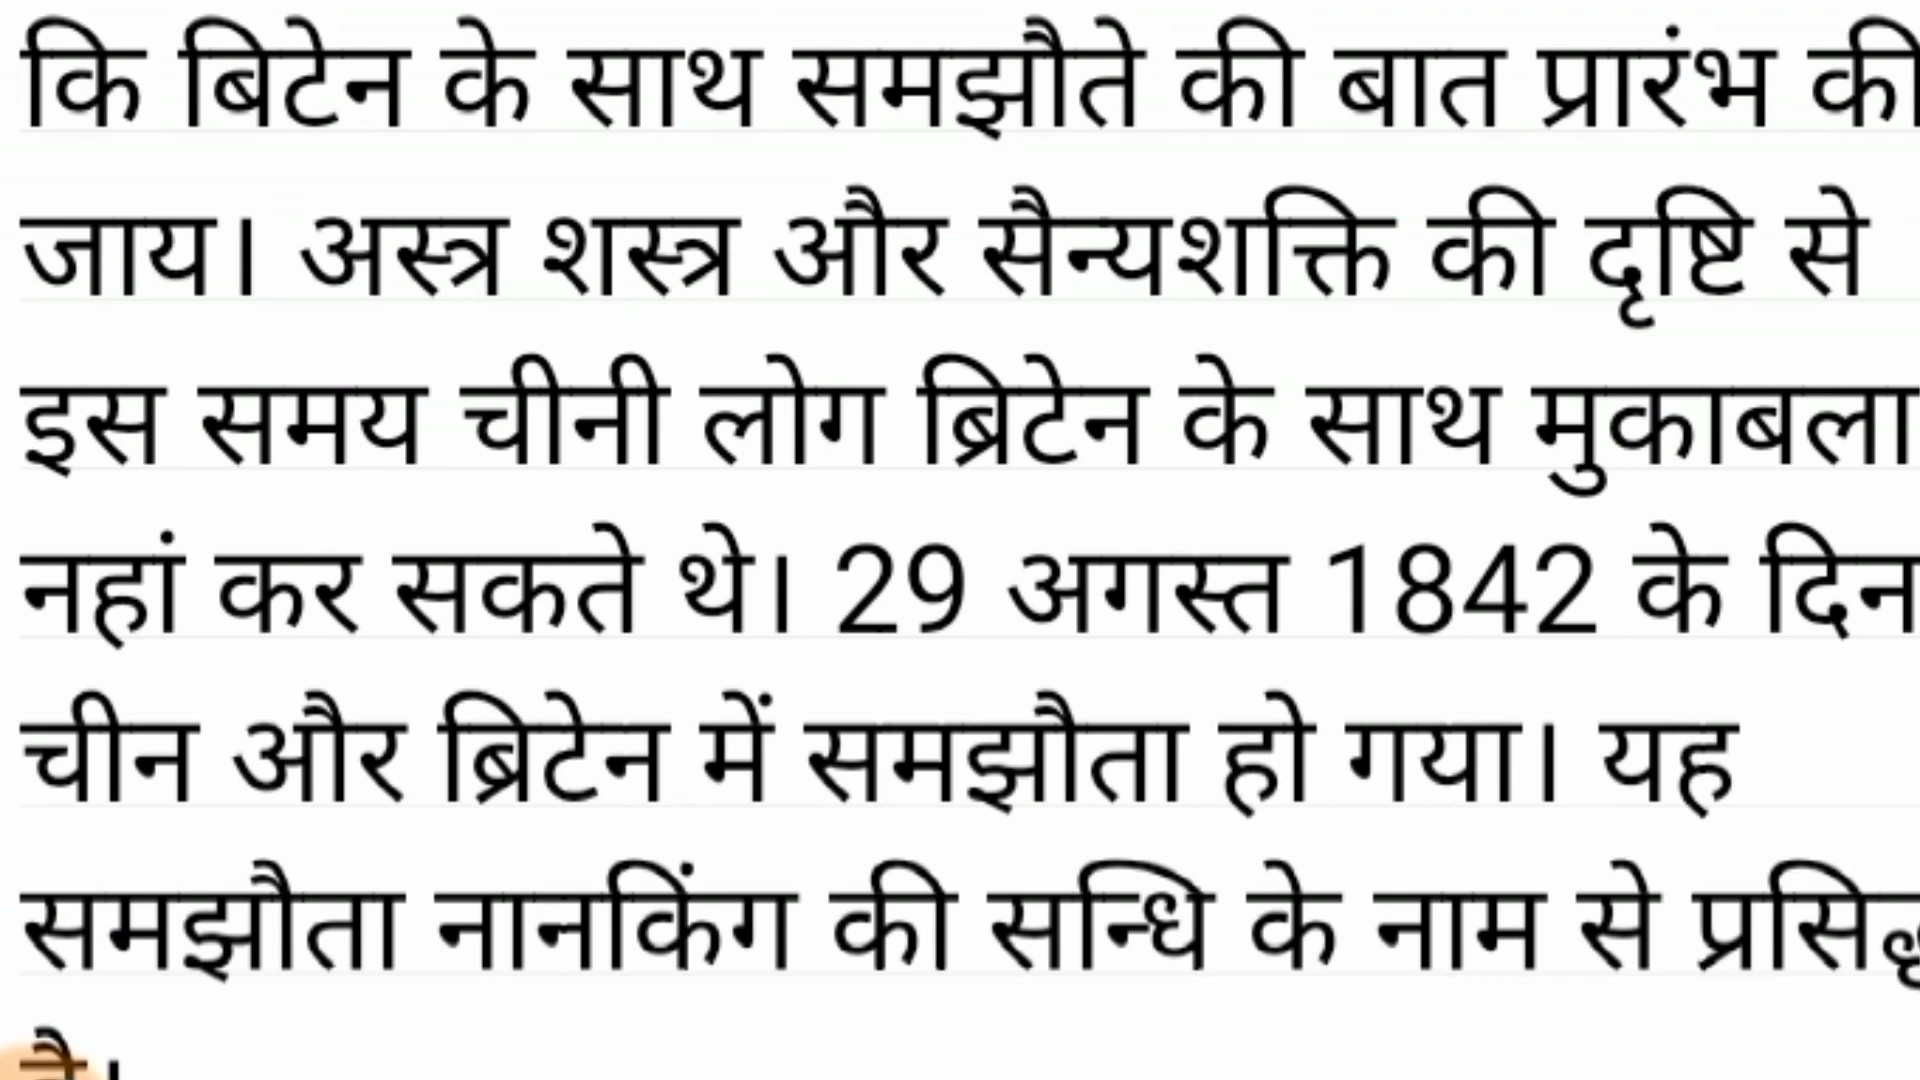 कि बिटेन के साथ समझौते की बात प्रारंभ की
जाय। अस्त्र शस्त्र और सैन्यशक्ति की दृष्टि से
इस समय चीनी लोग ब्रिटेन के साथ मुकाबला
नहां कर सकते थे। 29 अगस्त 1842 के दिन
चीन और ब्रिटेन में समझौता हो गया। यह
समझौता नानकिंग की सन्धि के नाम से प्रसिद्ध
है।